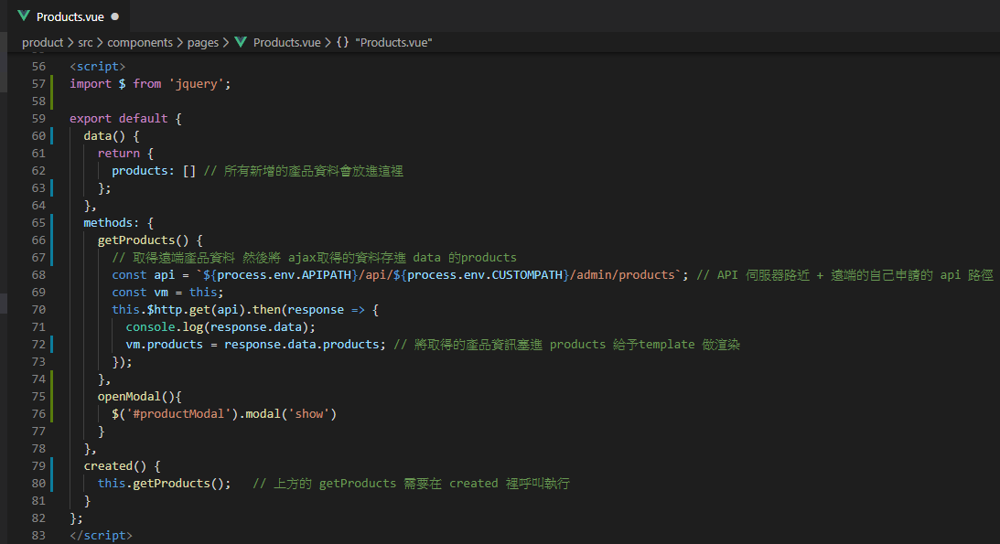 Products.vue ●
product > src > components > pages > Products.vue > {} "Products.vue"
56 <script>
57 import $ from 'jquery';
58
59 export default {
60 data() {
61 return {
62 products: [] // 所有新增的產品資料會放進這裡
63 };
64 },
65 methods: {
66 getProducts() {
67 // 取得遠端產品資料 然後將 ajax取得的資料存進 data 的products
68 const api = `${process.env.APIPATH}/api/${process.env.CUSTOMPATH}/admin/products`; // API 伺服器路近 + 遠端的自己申請的 api 路徑
69 const vm = this;
70 this.$http.get(api).then(response => {
71 console.log(response.data);
72 vm.products = response.data.products; // 將取得的產品資訊塞進 products 給予template 做渲染
73 });
74 },
75 openModal(){
76 $('#productModal').modal('show')
77 }
78 },
79 created() {
80 this.getProducts(); // 上方的 getProducts 需要在 created 裡呼叫執行
81 }
82 };
83 </script>